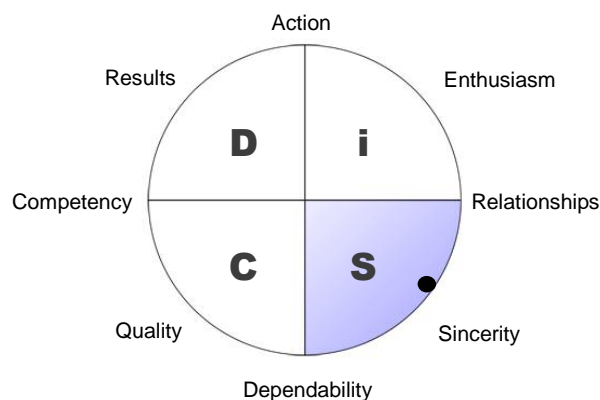 Action
Results
Enthusiasm
D
i
Competency
Relationships
C
S
Quality
Sincerity
Dependability